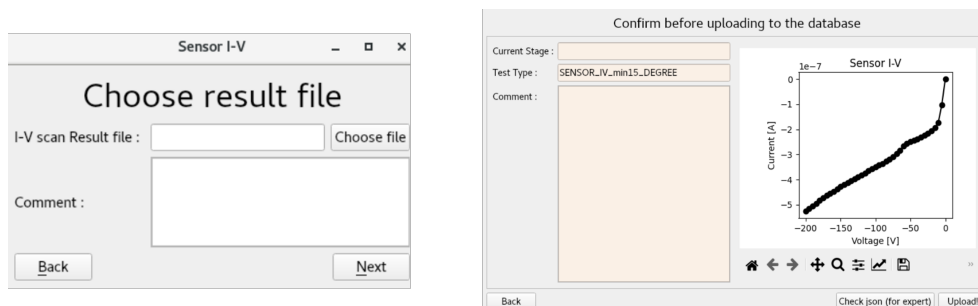 Sensor I-V
Choose result file
I-V scan Result file :
Choose file
Comment :
Back
Next
Confirm before uploading to the database
Current Stage :
Test Type :
SENSOR_IV_min15_DEGREE
Comment :
1e−7
Sensor I-V
0
−1
−2
−3
−4
−5
Current [A]
−200
−150
−100
−50
0
Voltage [V]
Back
Check json (for expert)
Upload!